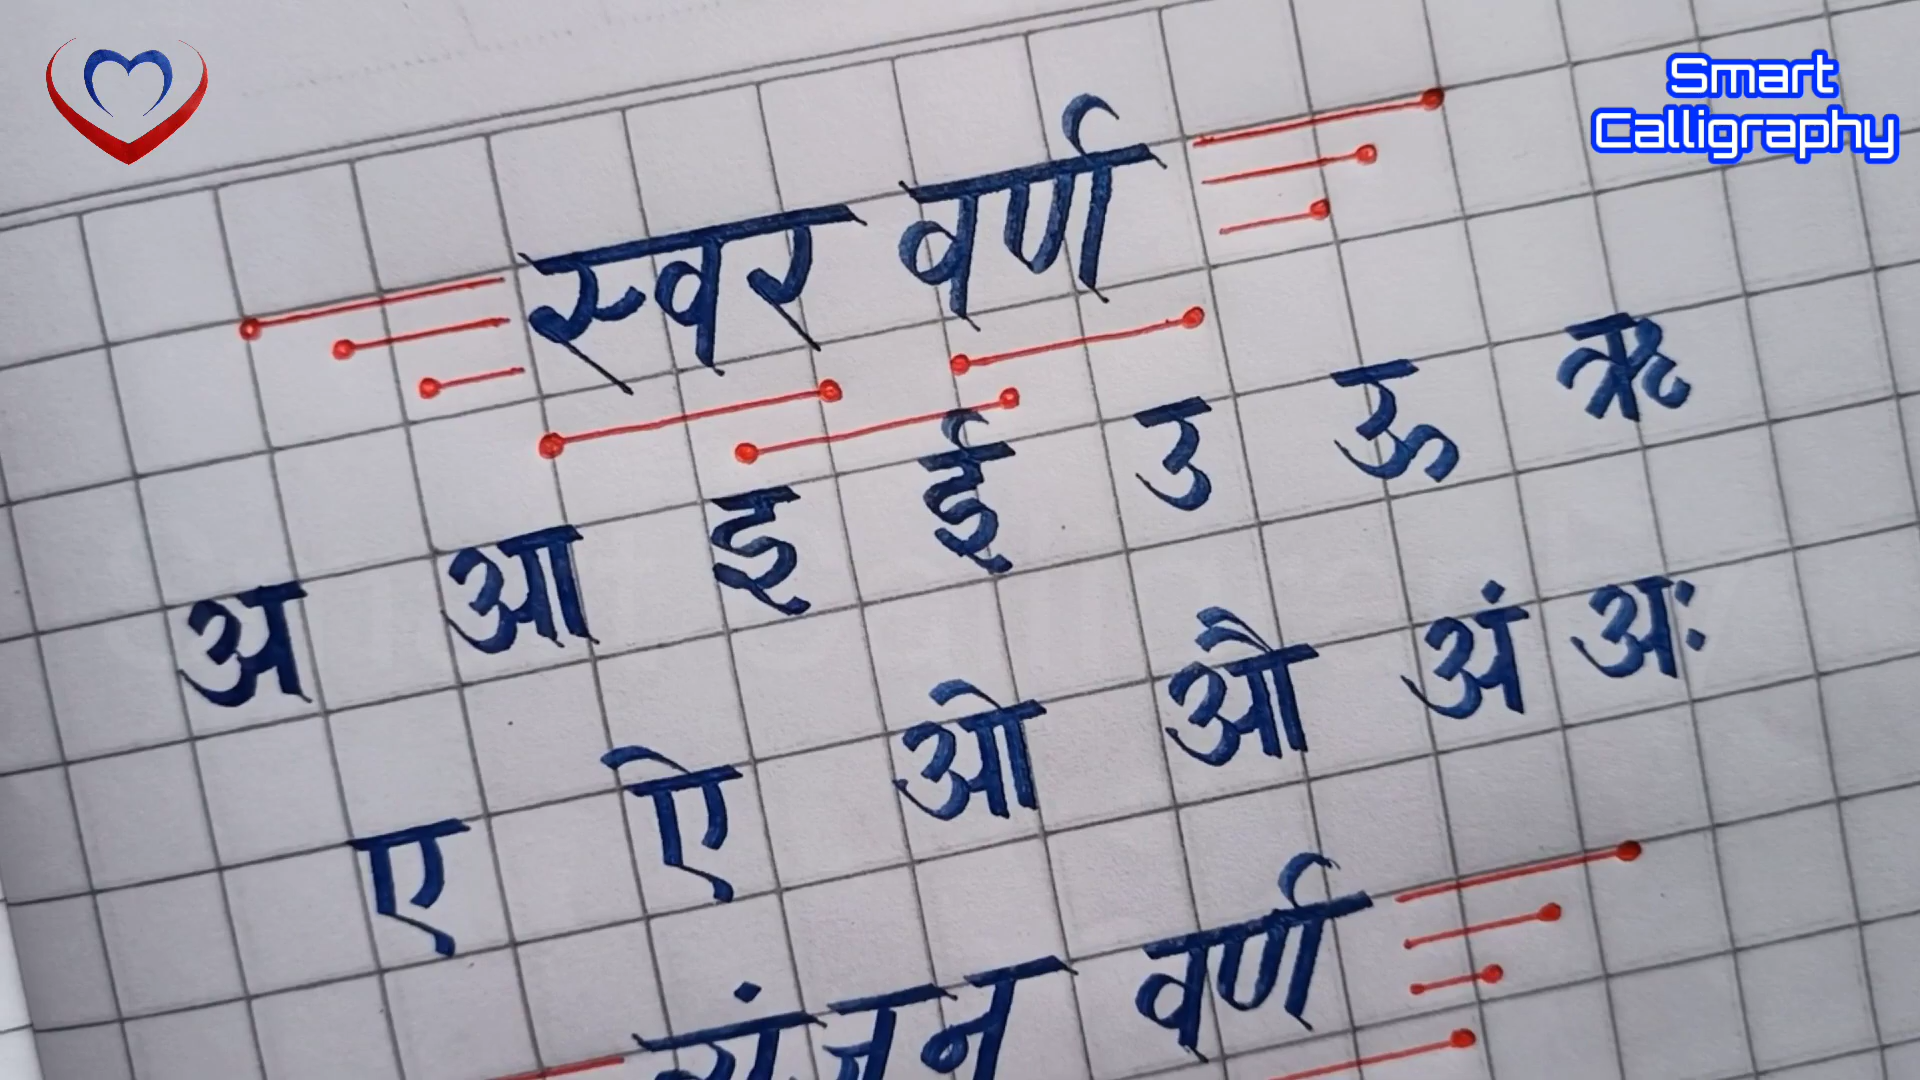 Smart
Calligraphy
स्वर वर्ण
अ आ इ ई उ ऊ ऋ
ए ऐ ओ औ अं अः
व्यंजन वर्ण